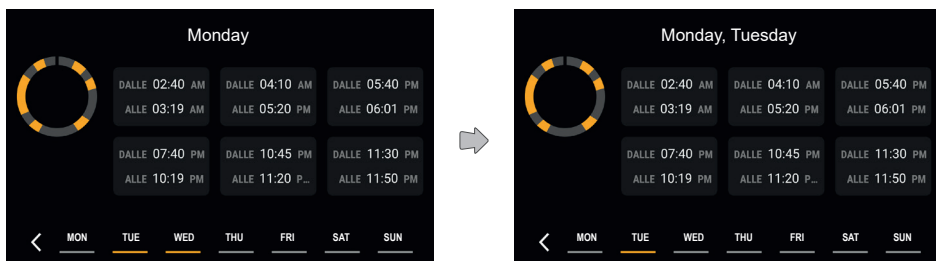 Monday
DALLE 02:40 AM DALLE 04:10 AM DALLE 05:40 PM
ALLE 03:19 AM ALLE 05:20 PM ALLE 06:01 PM
DALLE 07:40 PM DALLE 10:45 PM DALLE 11:30 PM
ALLE 10:19 PM ALLE 11:20 P... ALLE 11:50 PM
MON TUE WED THU FRI SAT SUN
Monday, Tuesday
DALLE 02:40 AM DALLE 04:10 AM DALLE 05:40 PM
ALLE 03:19 AM ALLE 05:20 PM ALLE 06:01 PM
DALLE 07:40 PM DALLE 10:45 PM DALLE 11:30 PM
ALLE 10:19 PM ALLE 11:20 P... ALLE 11:50 PM
MON TUE WED THU FRI SAT SUN